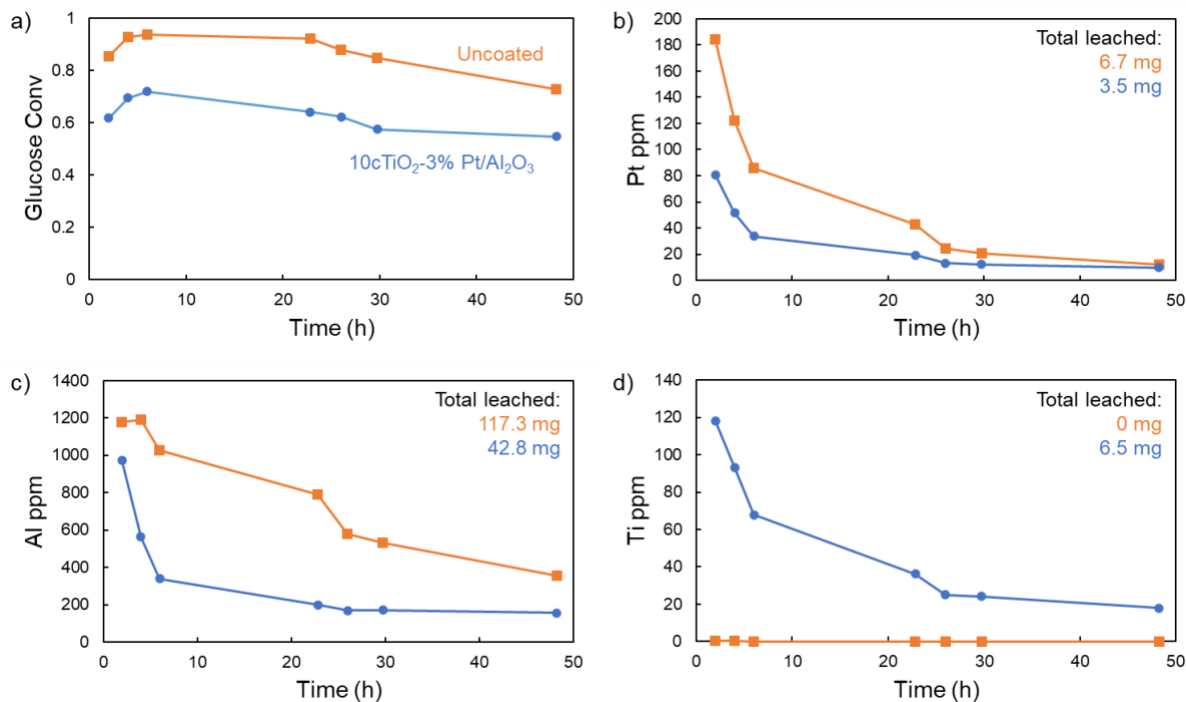 a)
Glucose Conv
1
0.8
0.6
0.4
0.2
0
0 10 20 30 40 50
Time (h)
Uncoated
10cTiO₂-3% Pt/Al₂O₃
b)
Pt ppm
200
180
160
140
120
100
80
60
40
20
0
0 10 20 30 40 50
Time (h)
Total leached:
6.7 mg
3.5 mg
c)
Al ppm
1400
1200
1000
800
600
400
200
0
0 10 20 30 40 50
Time (h)
Total leached:
117.3 mg
42.8 mg
d)
Ti ppm
140
120
100
80
60
40
20
0
0 10 20 30 40 50
Time (h)
Total leached:
0 mg
6.5 mg